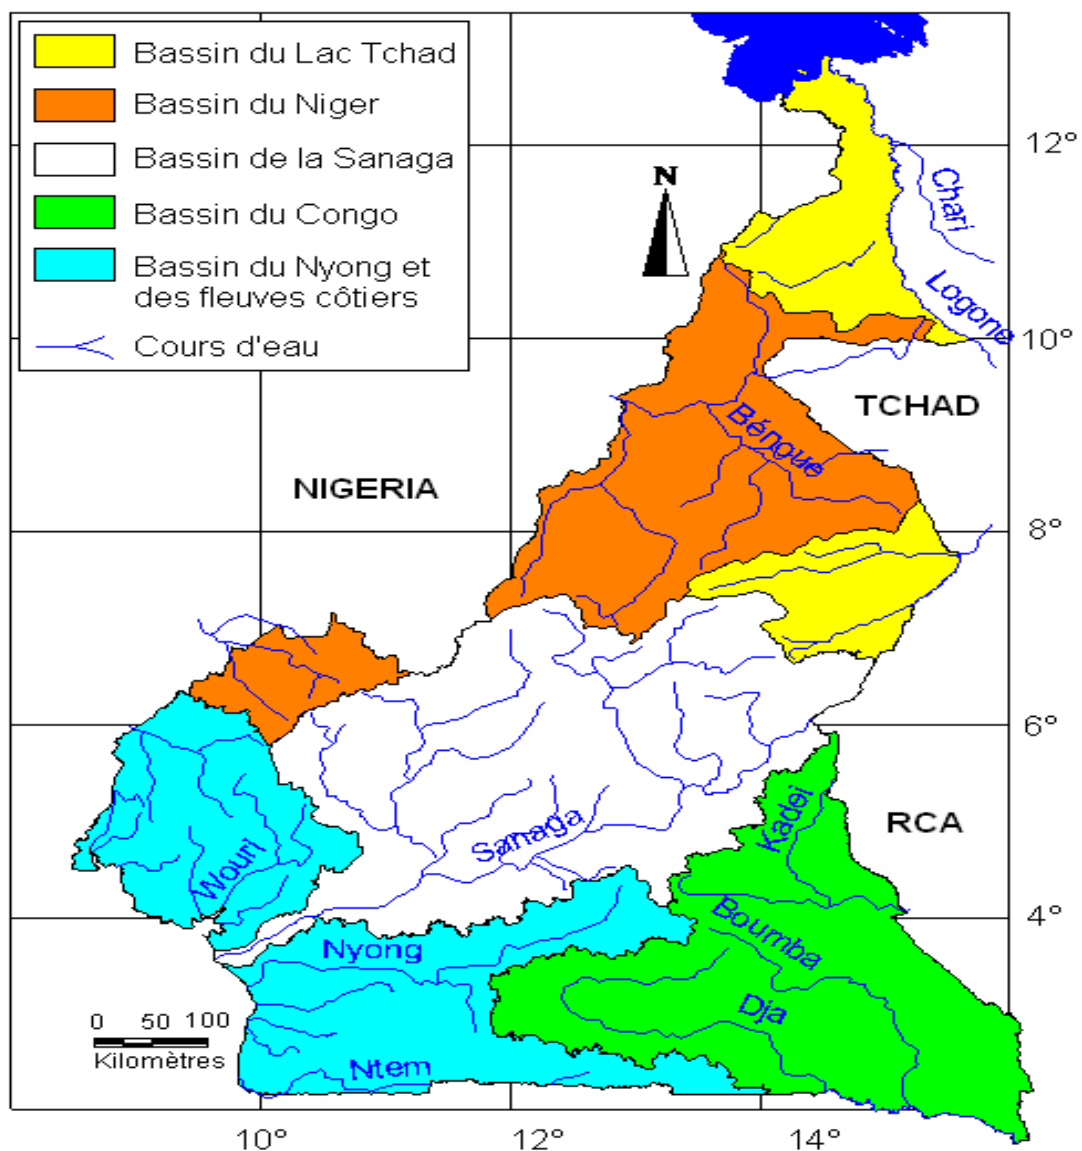 Bassin du Lac Tchad
Bassin du Niger
Bassin de la Sanaga
Bassin du Congo
Bassin du Nyong et
des fleuves côtiers
Cours d'eau
N
12°
Chari
Logone
10°
TCHAD
Béngue
NIGERIA
8°
6°
Kadei
RCA
Sanaga
Wouri
4°
Boumba
Nyong
Dja
0 50 100
Kilomètres
Ntem
10°
12°
14°